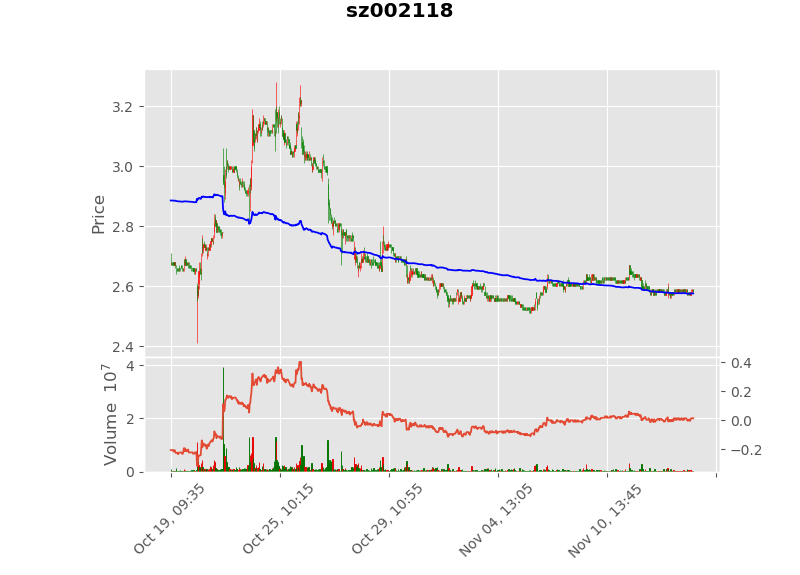 sz002118
3.2
3.0
2.8
2.6
2.4
Price
4
2
0
Volume 10^7
0.4
0.2
0.0
−0.2
Oct 19, 09:35
Oct 25, 10:15
Oct 29, 10:55
Nov 04, 13:05
Nov 10, 13:45